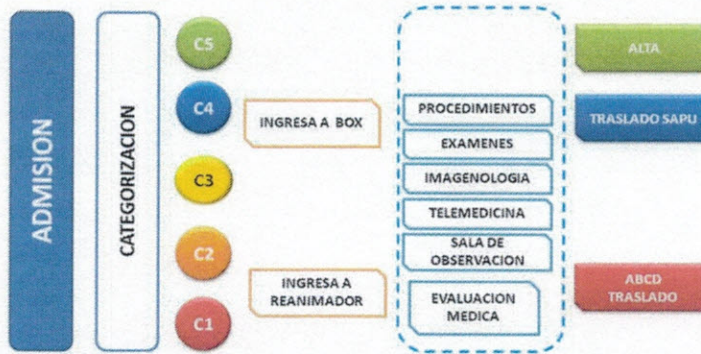 ADMISION
CATEGORIZACION
C5
C4
C3
C2
C1
INGRESA A BOX
INGRESA A
REANIMADOR
PROCEDIMIENTOS
EXAMENES
IMAGENOLOGIA
TELEMEDICINA
SALA DE
OBSERVACION
EVALUACION
MEDICA
ALTA
TRASLADO SAPU
ABCD
TRASLADO